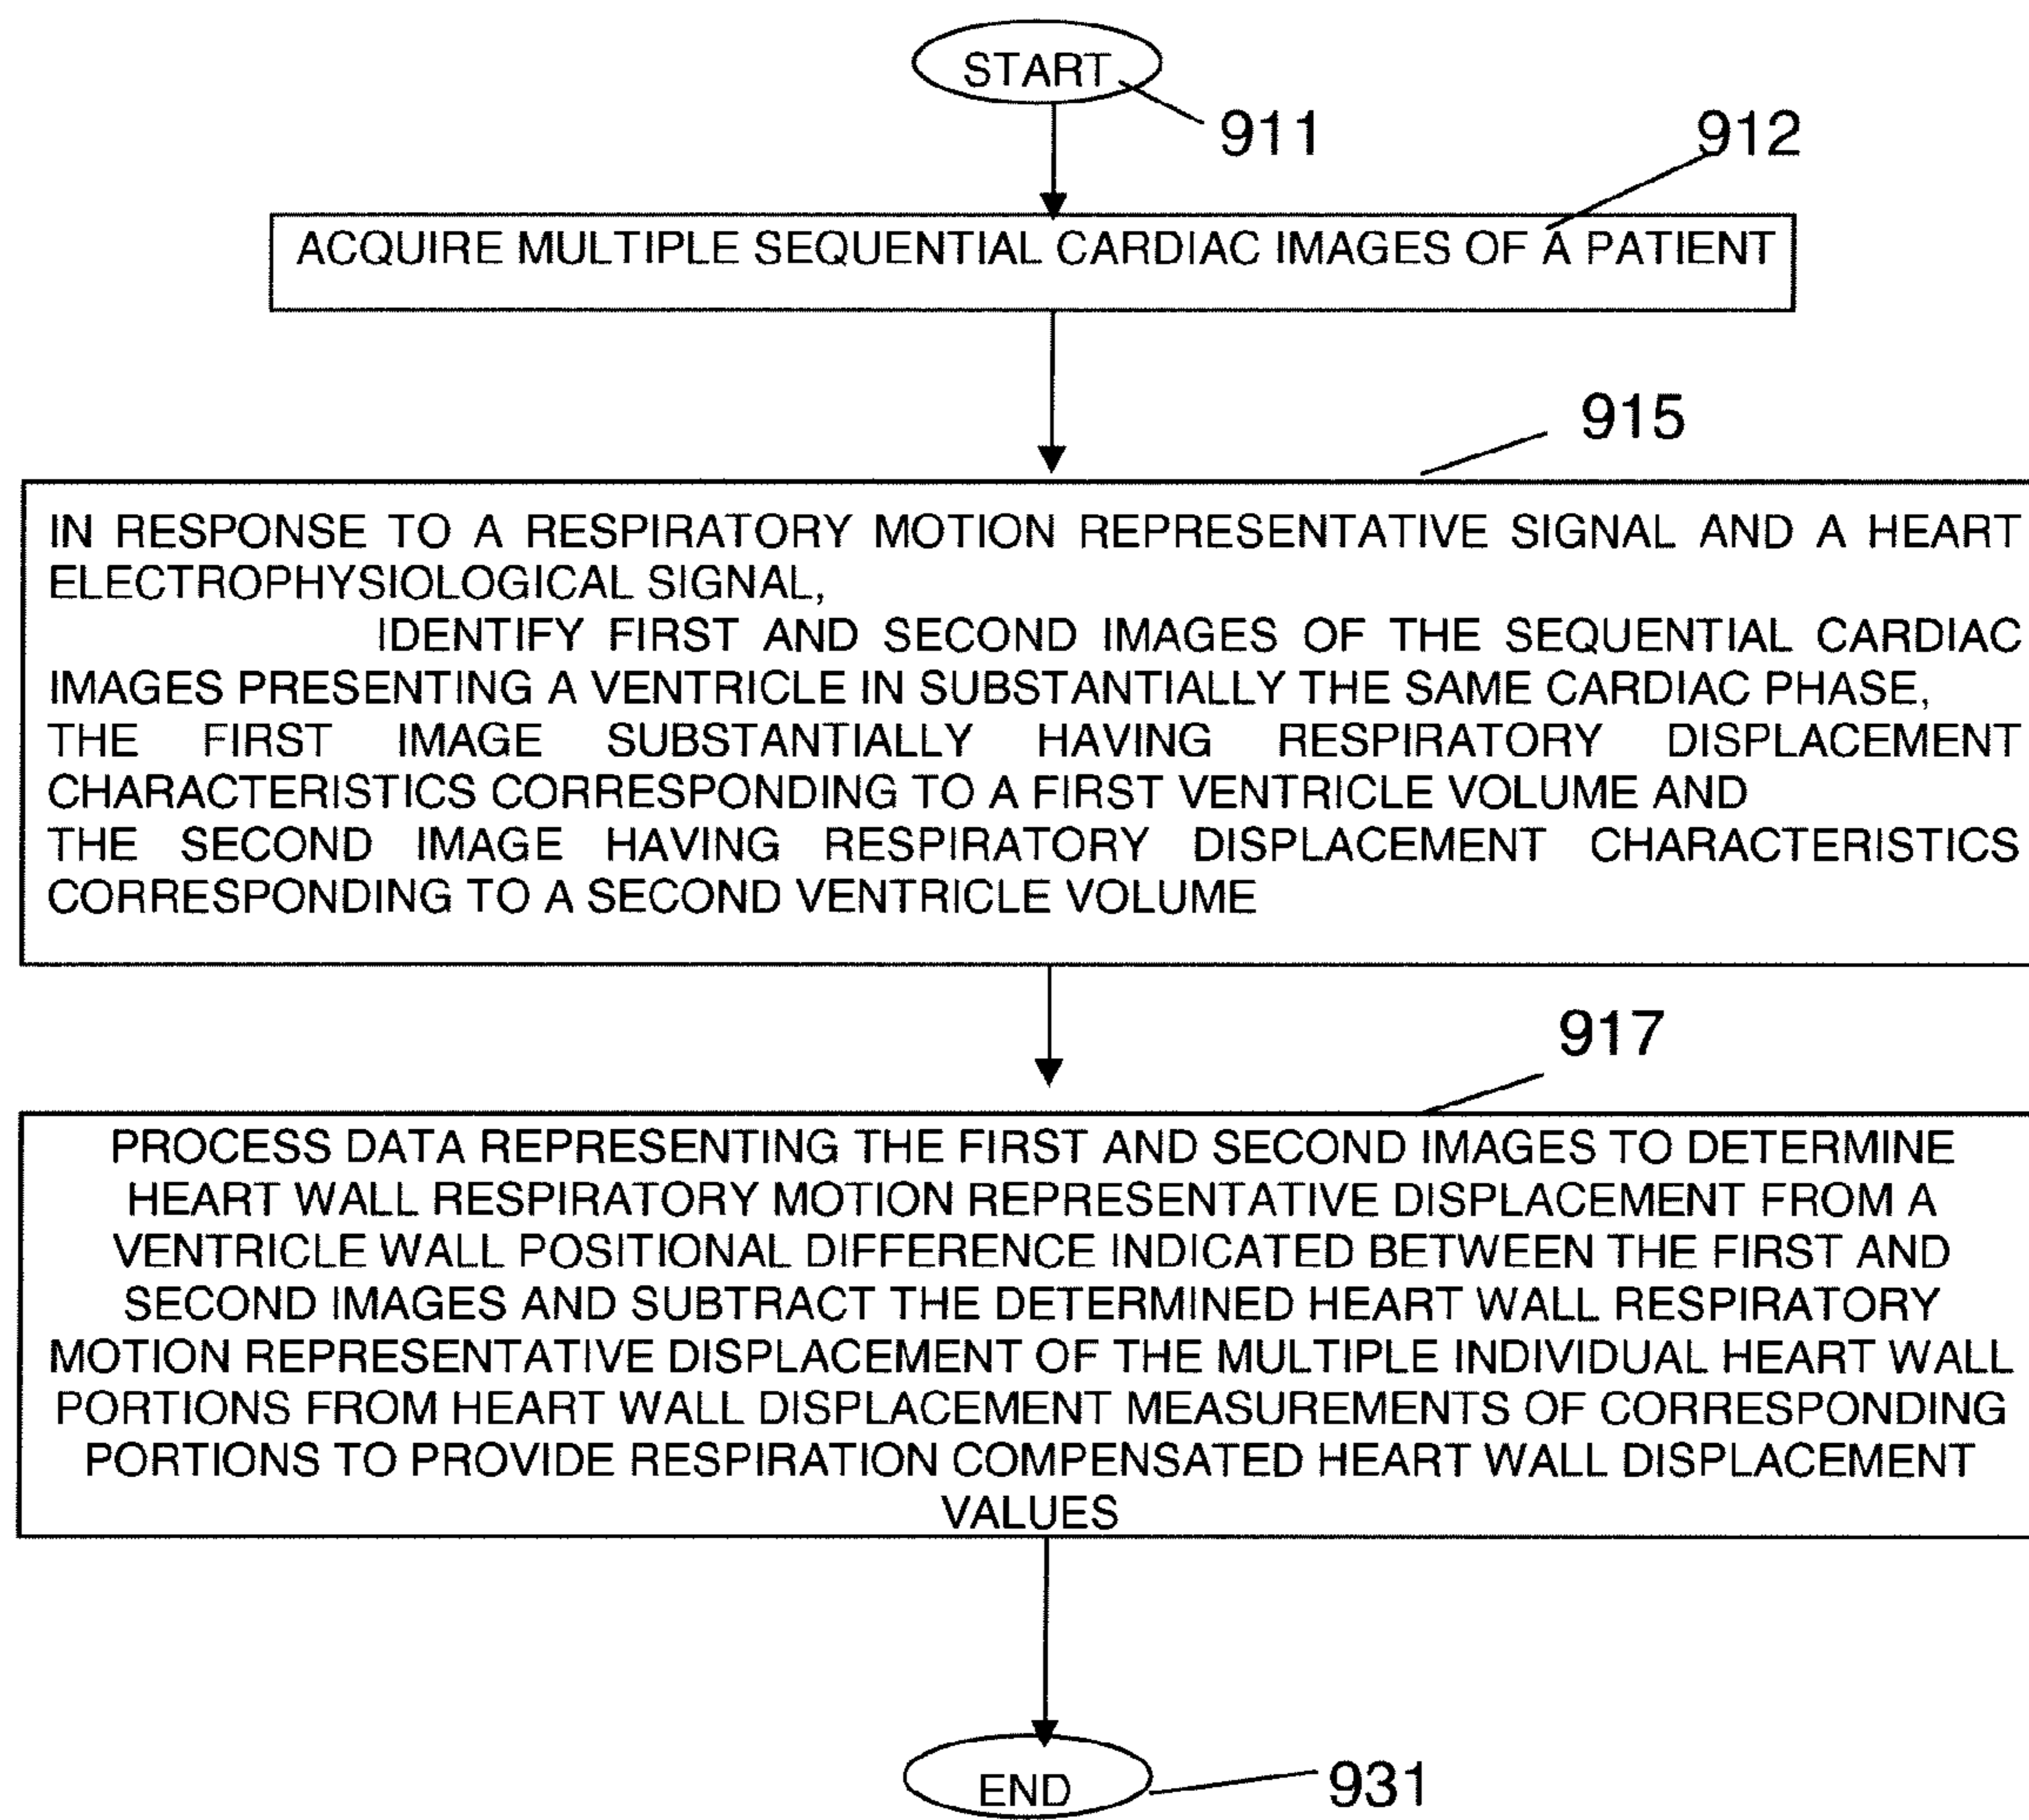 START
911
912
ACQUIRE MULTIPLE SEQUENTIAL CARDIAC IMAGES OF A PATIENT
915
IN RESPONSE TO A RESPIRATORY MOTION REPRESENTATIVE SIGNAL AND A HEART
ELECTROPHYSIOLOGICAL SIGNAL,
IDENTIFY FIRST AND SECOND IMAGES OF THE SEQUENTIAL CARDIAC
IMAGES PRESENTING A VENTRICLE IN SUBSTANTIALLY THE SAME CARDIAC PHASE,
THE FIRST IMAGE SUBSTANTIALLY HAVING RESPIRATORY DISPLACEMENT
CHARACTERISTICS CORRESPONDING TO A FIRST VENTRICLE VOLUME AND
THE SECOND IMAGE HAVING RESPIRATORY DISPLACEMENT CHARACTERISTICS
CORRESPONDING TO A SECOND VENTRICLE VOLUME
917
PROCESS DATA REPRESENTING THE FIRST AND SECOND IMAGES TO DETERMINE
HEART WALL RESPIRATORY MOTION REPRESENTATIVE DISPLACEMENT FROM A
VENTRICLE WALL POSITIONAL DIFFERENCE INDICATED BETWEEN THE FIRST AND
SECOND IMAGES AND SUBTRACT THE DETERMINED HEART WALL RESPIRATORY
MOTION REPRESENTATIVE DISPLACEMENT OF THE MULTIPLE INDIVIDUAL HEART WALL
PORTIONS FROM HEART WALL DISPLACEMENT MEASUREMENTS OF CORRESPONDING
PORTIONS TO PROVIDE RESPIRATION COMPENSATED HEART WALL DISPLACEMENT
VALUES
END
931